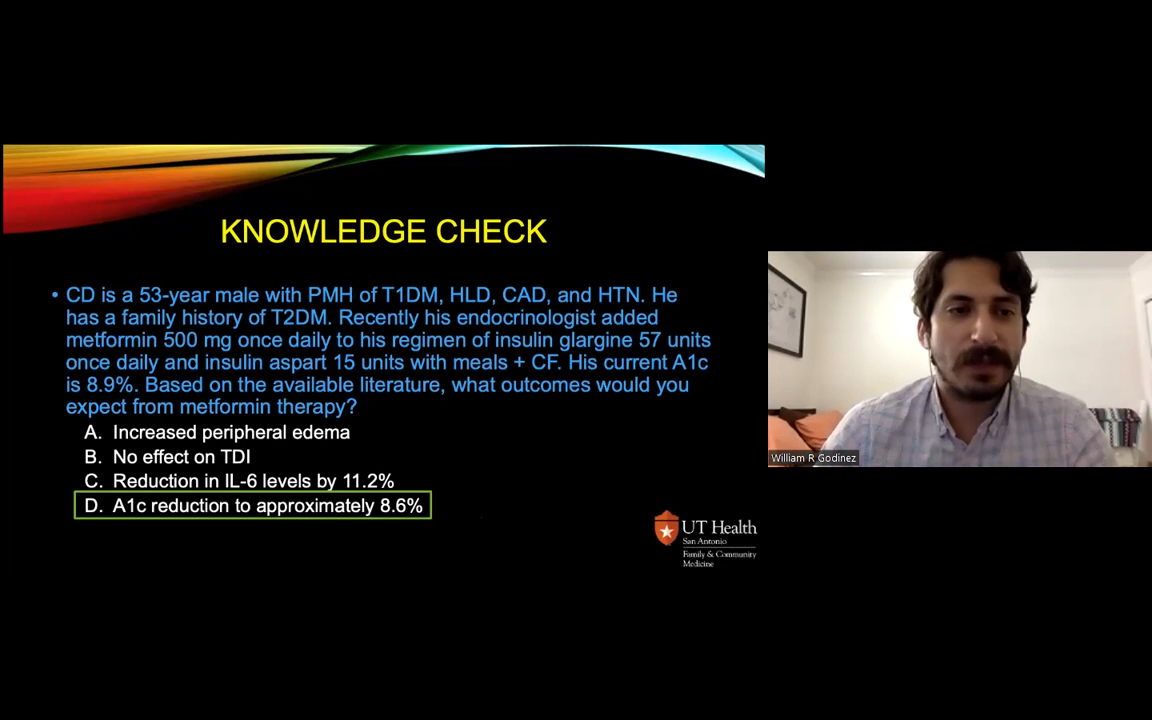 KNOWLEDGE CHECK
• CD is a 53-year male with PMH of T1DM, HLD, CAD, and HTN. He
has a family history of T2DM. Recently his endocrinologist added
metformin 500 mg once daily to his regimen of insulin glargine 57 units
once daily and insulin aspart 15 units with meals + CF. His current A1c
is 8.9%. Based on the available literature, what outcomes would you
expect from metformin therapy?
A. Increased peripheral edema
B. No effect on TDI
C. Reduction in IL-6 levels by 11.2%
D. A1c reduction to approximately 8.6%
UT Health
San Antonio
Family & Community
Medicine
William R Godinez